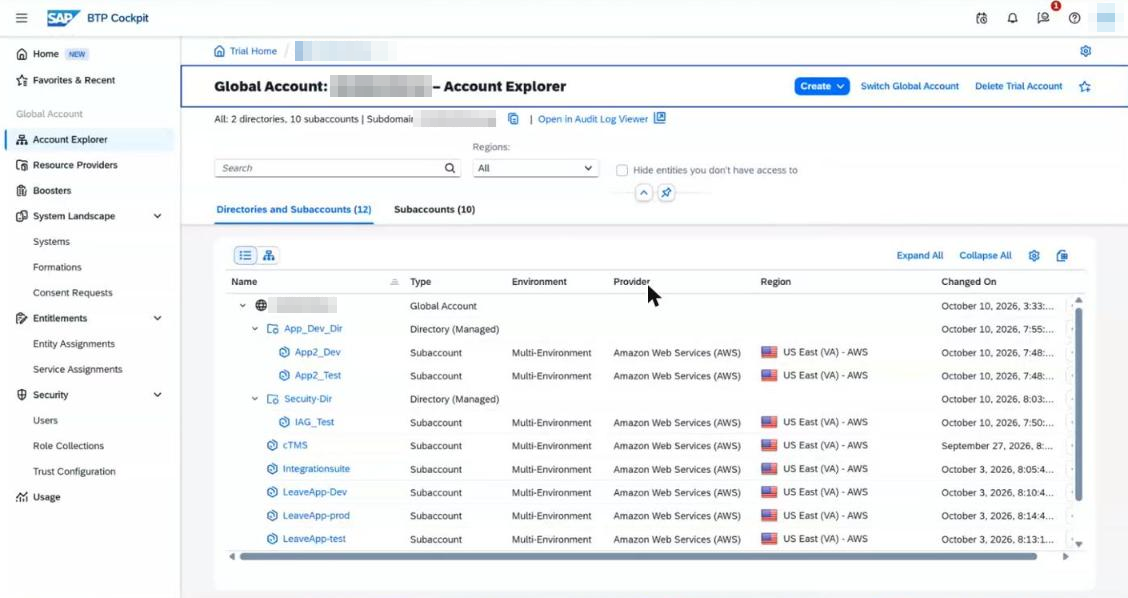 SAP BTP Cockpit
1
Home NEW
Favorites & Recent
Global Account
Account Explorer
Resource Providers
Boosters
System Landscape
Systems
Formations
Consent Requests
Entitlements
Entity Assignments
Service Assignments
Security
Users
Role Collections
Trust Configuration
Usage
Trial Home /
Global Account: – Account Explorer
Create Switch Global Account Delete Trial Account
All: 2 directories, 10 subaccounts | Subdomain | Open in Audit Log Viewer
Regions:
Search All Hide entities you don't have access to
Directories and Subaccounts (12) Subaccounts (10)
Expand All Collapse All
Name Type Environment Provider Region Changed On
Global Account October 10, 2026, 3:33:...
App_Dev_Dir Directory (Managed) October 10, 2026, 7:55:...
App2_Dev Subaccount Multi-Environment Amazon Web Services (AWS) US East (VA) - AWS October 10, 2026, 7:48:...
App2_Test Subaccount Multi-Environment Amazon Web Services (AWS) US East (VA) - AWS October 10, 2026, 7:48:...
Secuity-Dir Directory (Managed) October 10, 2026, 8:03:...
IAG_Test Subaccount Multi-Environment Amazon Web Services (AWS) US East (VA) - AWS October 10, 2026, 7:50:...
cTMS Subaccount Multi-Environment Amazon Web Services (AWS) US East (VA) - AWS September 27, 2026, 8:...
Integrationsuite Subaccount Multi-Environment Amazon Web Services (AWS) US East (VA) - AWS October 3, 2026, 8:05:4...
LeaveApp-Dev Subaccount Multi-Environment Amazon Web Services (AWS) US East (VA) - AWS October 3, 2026, 8:10:4...
LeaveApp-prod Subaccount Multi-Environment Amazon Web Services (AWS) US East (VA) - AWS October 3, 2026, 8:14:4...
LeaveApp-test Subaccount Multi-Environment Amazon Web Services (AWS) US East (VA) - AWS October 3, 2026, 8:13:1...